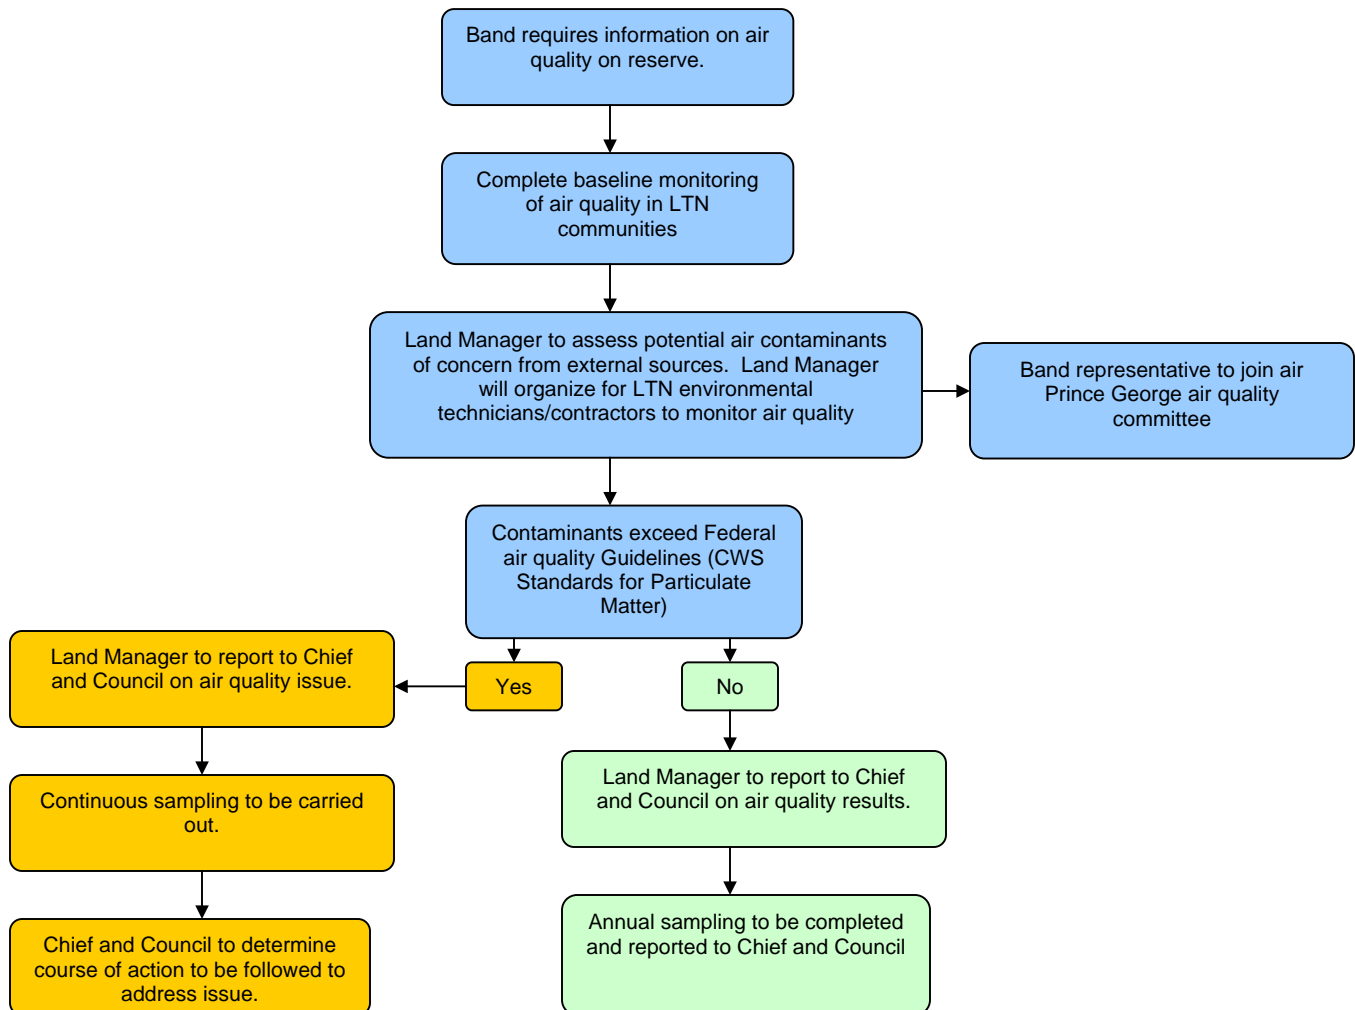 Band requires information on air
quality on reserve.
Complete baseline monitoring
of air quality in LTN
communities
Land Manager to assess potential air contaminants
of concern from external sources.  Land Manager
will organize for LTN environmental
technicians/contractors to monitor air quality
Band representative to join air
Prince George air quality
committee
Contaminants exceed Federal
air quality Guidelines (CWS
Standards for Particulate
Matter)
Yes
No
Land Manager to report to Chief
and Council on air quality issue.
Continuous sampling to be carried
out.
Chief and Council to determine
course of action to be followed to
address issue.
Land Manager to report to Chief
and Council on air quality results.
Annual sampling to be completed
and reported to Chief and Council